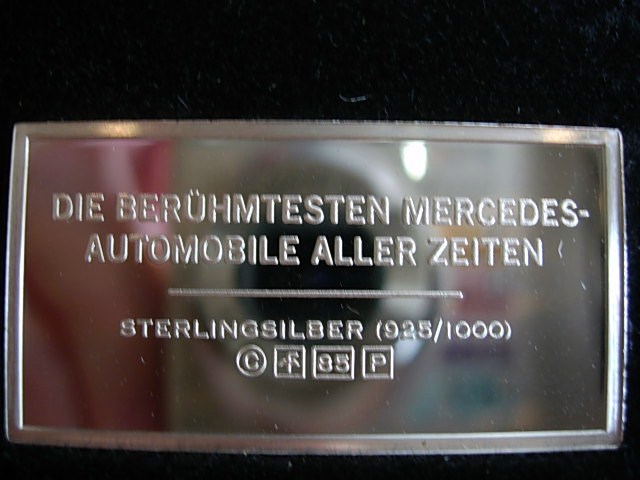 DIE BERÜHMTESTEN MERCEDES-
AUTOMOBILE ALLER ZEITEN
STERLINGSILBER (925/1000)
© 85 P